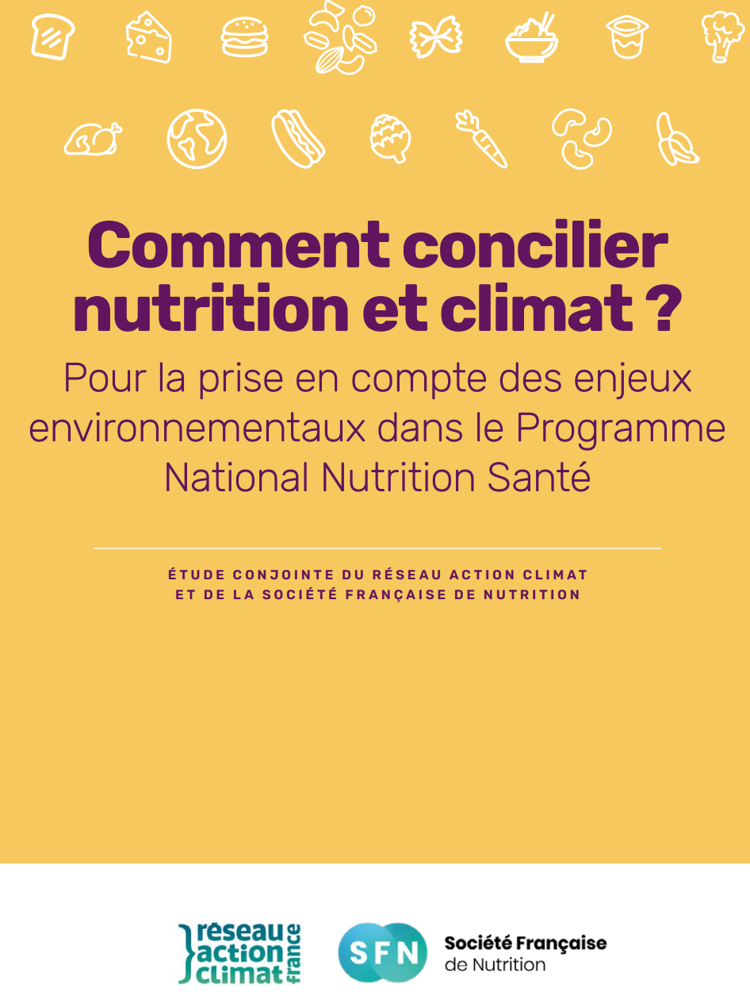 Comment concilier
nutrition et climat ?
Pour la prise en compte des enjeux
environnementaux dans le Programme
National Nutrition Santé
ÉTUDE CONJOINTE DU RÉSEAU ACTION CLIMAT
ET DE LA SOCIÉTÉ FRANÇAISE DE NUTRITION
réseau
action
climat
france
SFN
Société Française
de Nutrition